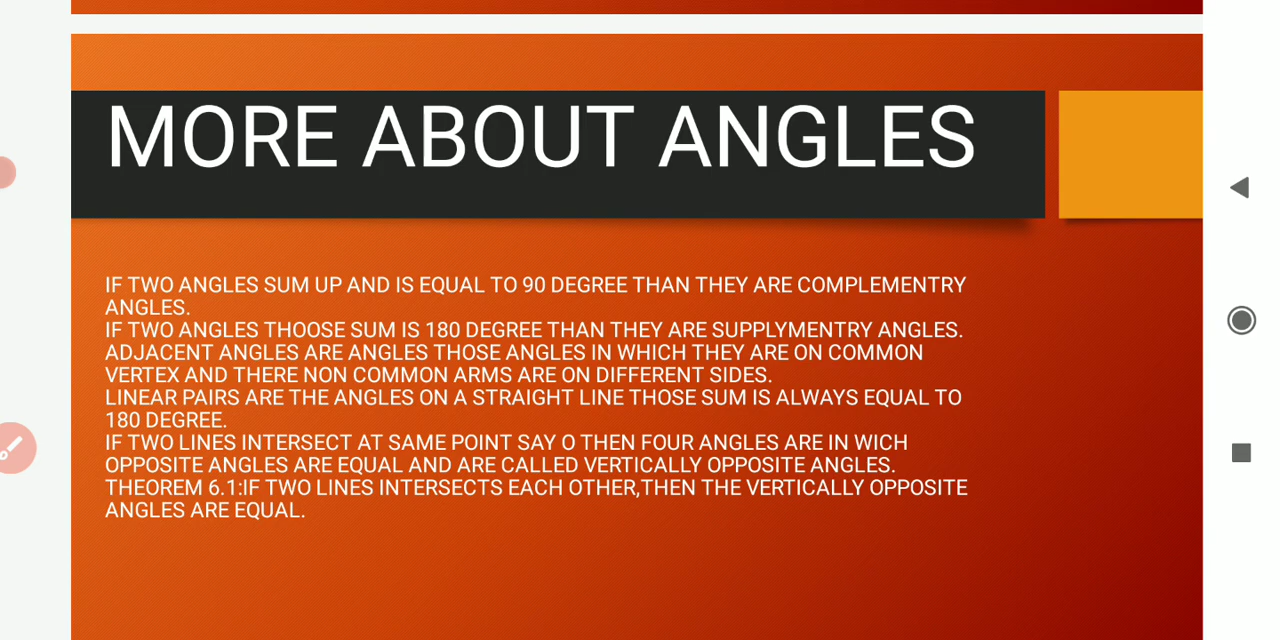 MORE ABOUT ANGLES
IF TWO ANGLES SUM UP AND IS EQUAL TO 90 DEGREE THAN THEY ARE COMPLEMENTRY
ANGLES.
IF TWO ANGLES THOOSE SUM IS 180 DEGREE THAN THEY ARE SUPPLYMENTRY ANGLES.
ADJACENT ANGLES ARE ANGLES THOSE ANGLES IN WHICH THEY ARE ON COMMON
VERTEX AND THERE NON COMMON ARMS ARE ON DIFFERENT SIDES.
LINEAR PAIRS ARE THE ANGLES ON A STRAIGHT LINE THOSE SUM IS ALWAYS EQUAL TO
180 DEGREE.
IF TWO LINES INTERSECT AT SAME POINT SAY O THEN FOUR ANGLES ARE IN WICH
OPPOSITE ANGLES ARE EQUAL AND ARE CALLED VERTICALLY OPPOSITE ANGLES.
THEOREM 6.1:IF TWO LINES INTERSECTS EACH OTHER,THEN THE VERTICALLY OPPOSITE
ANGLES ARE EQUAL.